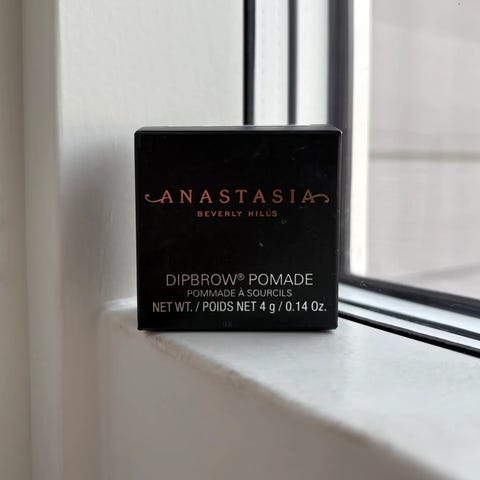 ANASTASIA
BEVERLY HILLS
DIPBROW® POMADE
POMMADE À SOURCILS
NET WT. / POIDS NET 4 g / 0.14 Oz.